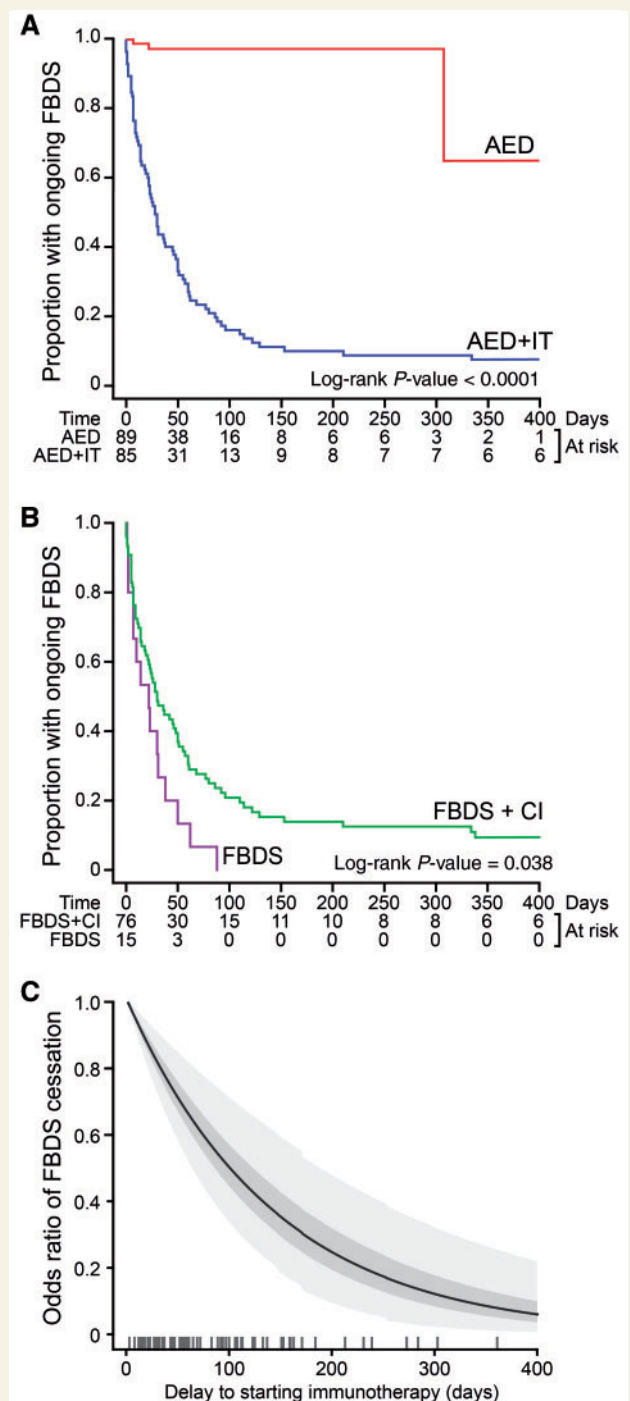 A
Proportion with ongoing FBDS
1.0
0.8
0.6
0.4
0.2
0
AED
AED+IT
Log-rank P-value < 0.0001
Time 0 50 100 150 200 250 300 350 400 Days
AED 89 38 16 8 6 6 3 2 1
AED+IT 85 31 13 9 8 7 7 6 6
At risk
B
Proportion with ongoing FBDS
1.0
0.8
0.6
0.4
0.2
0
FBDS + CI
FBDS
Log-rank P-value = 0.038
Time 0 50 100 150 200 250 300 350 400 Days
FBDS+CI 76 30 15 11 10 8 8 6 6
FBDS 15 3 0 0 0 0 0 0 0
At risk
C
Odds ratio of FBDS cessation
1.0
0.8
0.6
0.4
0.2
0
0 100 200 300 400
Delay to starting immunotherapy (days)